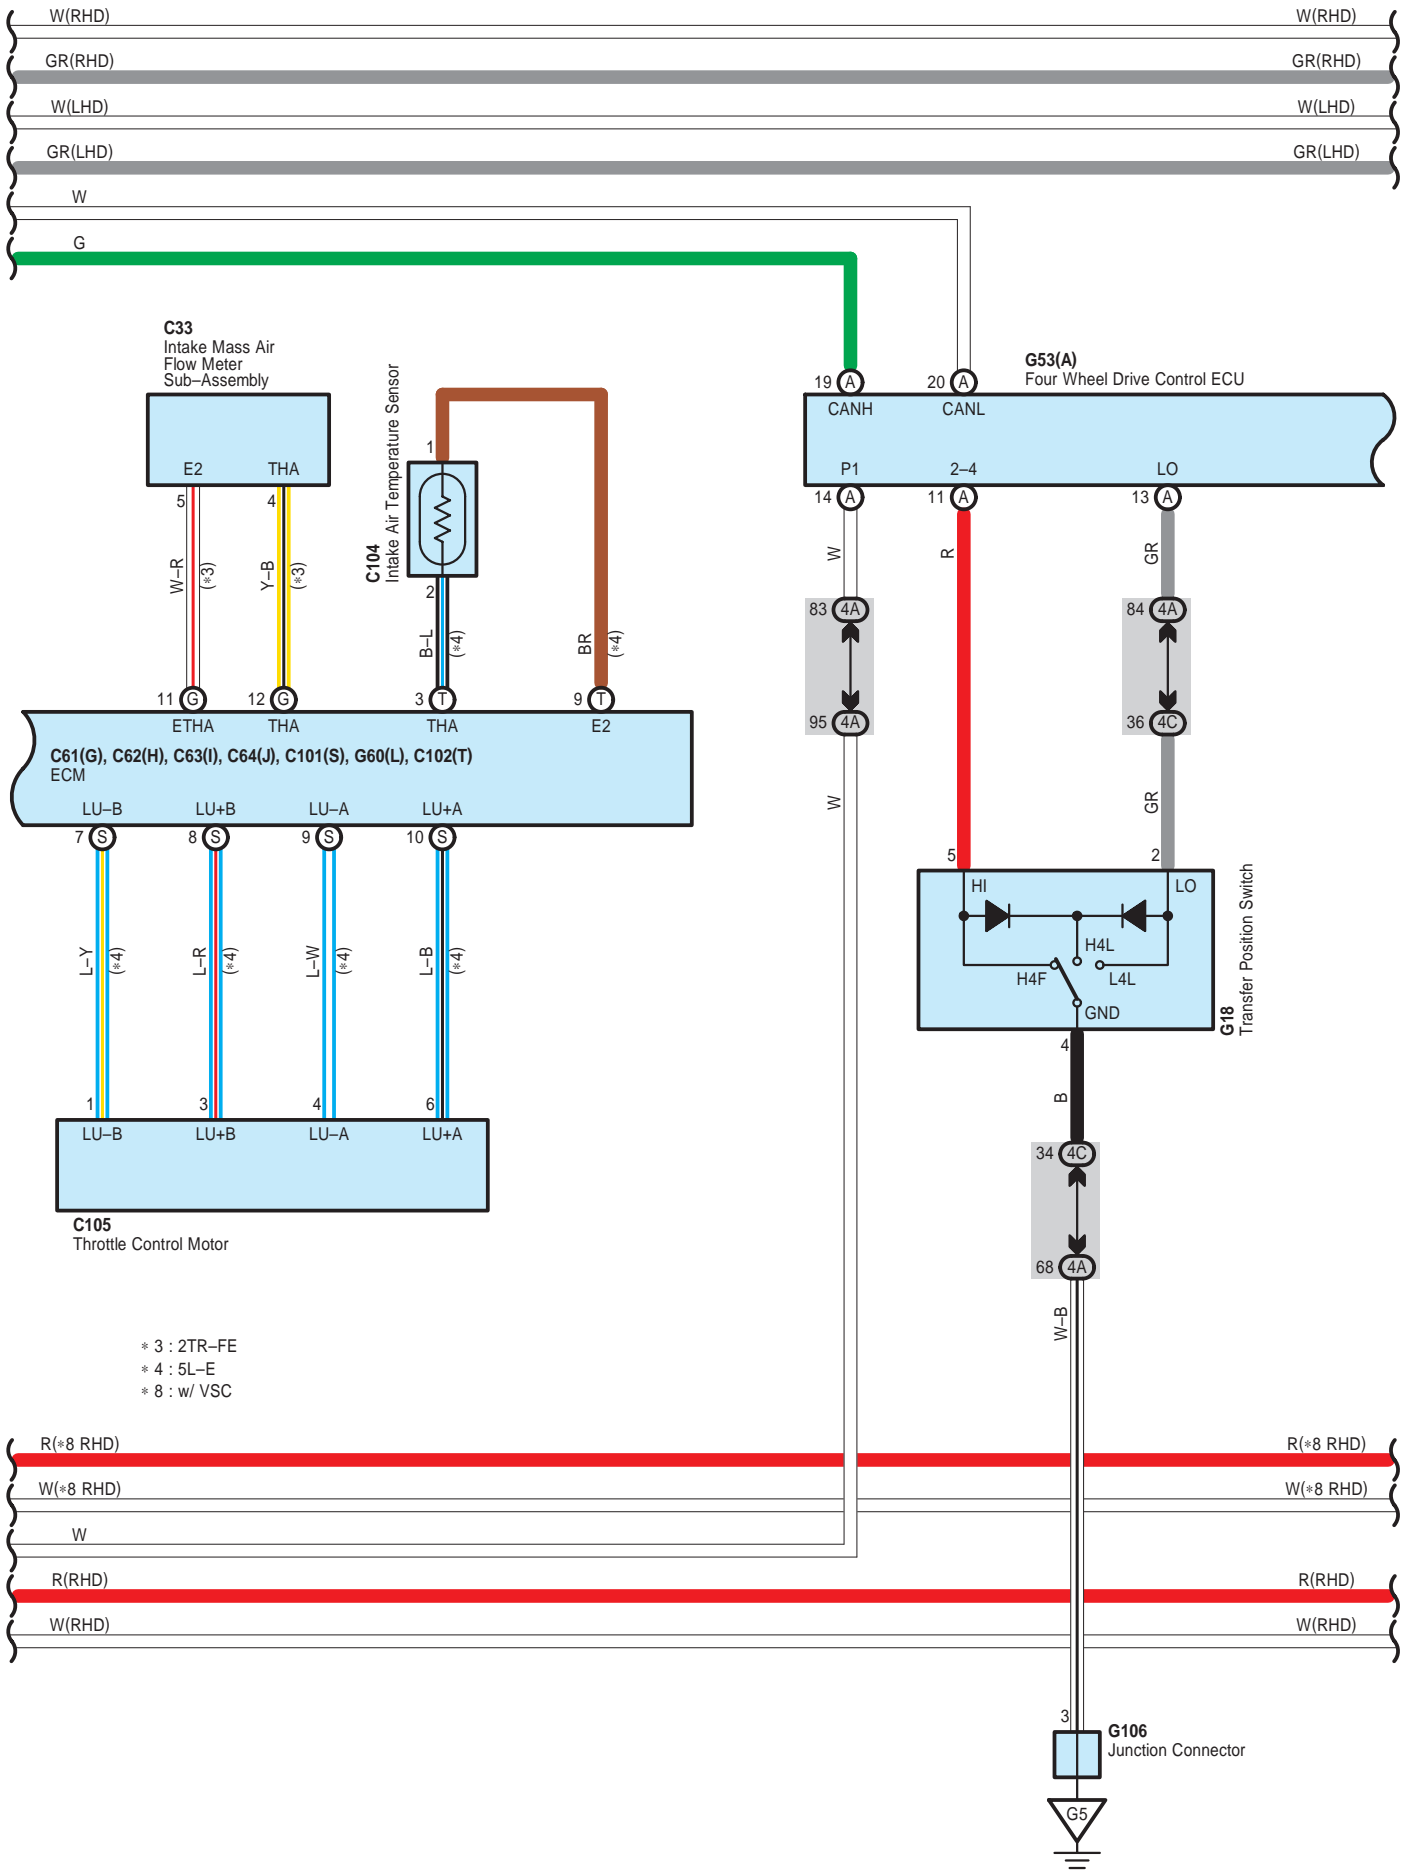 W(RHD) W(RHD)
GR(RHD) GR(RHD)
W(LHD) W(LHD)
GR(LHD) GR(LHD)
W
G
C33
Intake Mass Air
Flow Meter
Sub–Assembly
E2 THA
5 4
W–R (*3) Y–B (*3)
C104
Intake Air Temperature Sensor
1
2
B–L (*4) BR (*4)
11 G 12 G 3 T 9 T
ETHA THA THA E2
C61(G), C62(H), C63(I), C64(J), C101(S), G60(L), C102(T)
ECM
LU–B LU+B LU–A LU+A
7 S 8 S 9 S 10 S
L–Y (*4) L–R (*4) L–W (*4) L–B (*4)
1 3 4 6
LU–B LU+B LU–A LU+A
C105
Throttle Control Motor
G53(A)
Four Wheel Drive Control ECU
19 A 20 A
CANH CANL
P1 2–4 LO
14 A 11 A 13 A
W R GR
83 4A 84 4A
95 4A 36 4C
W GR
5 2
HI LO
H4L
H4F L4L
GND
G18
Transfer Position Switch
4
B
34 4C
68 4A
W–B
* 3 : 2TR–FE
* 4 : 5L–E
* 8 : w/ VSC
R(*8 RHD) R(*8 RHD)
W(*8 RHD) W(*8 RHD)
W
R(RHD) R(RHD)
W(RHD) W(RHD)
3
G106
Junction Connector
G5